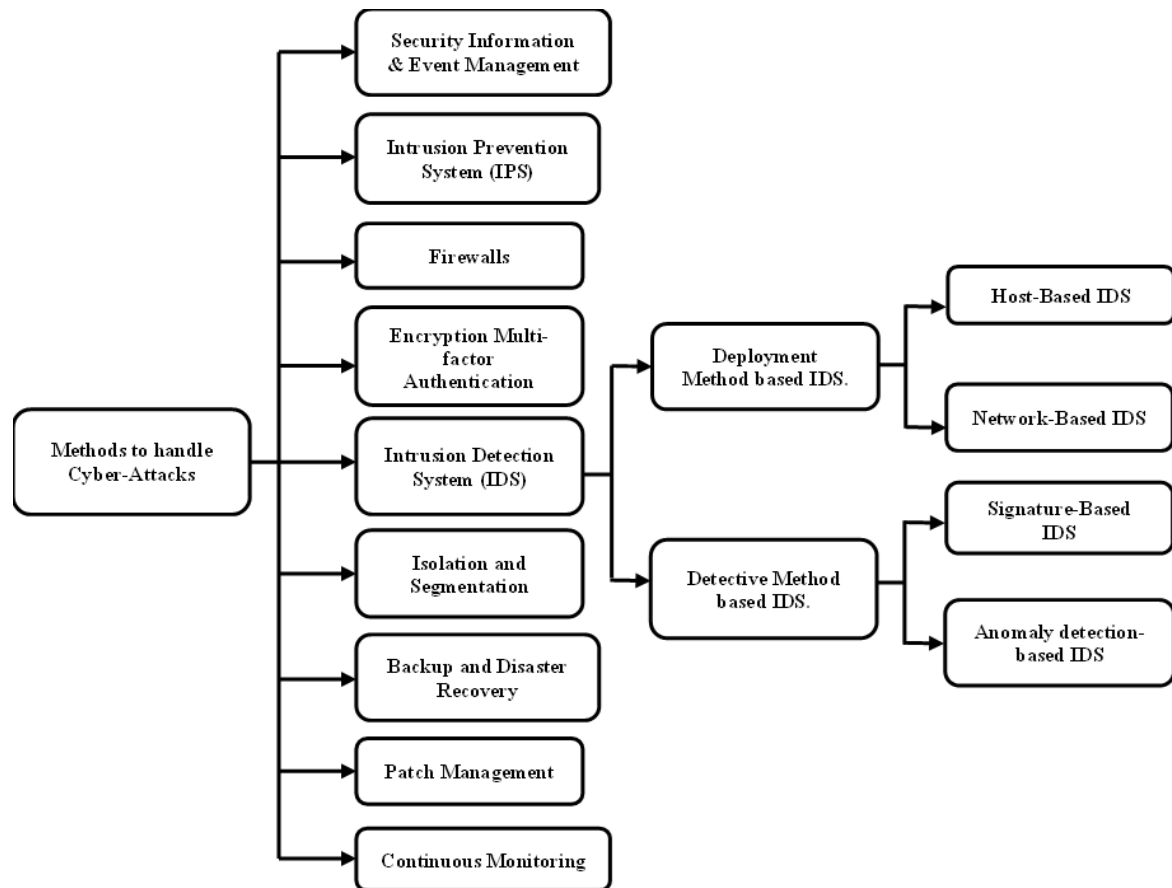 Security Information
& Event Management
Intrusion Prevention
System (IPS)
Firewalls
Encryption Multi-
factor
Authentication
Methods to handle
Cyber-Attacks
Intrusion Detection
System (IDS)
Isolation and
Segmentation
Backup and Disaster
Recovery
Patch Management
Continuous Monitoring
Deployment
Method based IDS.
Detective Method
based IDS.
Host-Based IDS
Network-Based IDS
Signature-Based
IDS
Anomaly detection-
based IDS